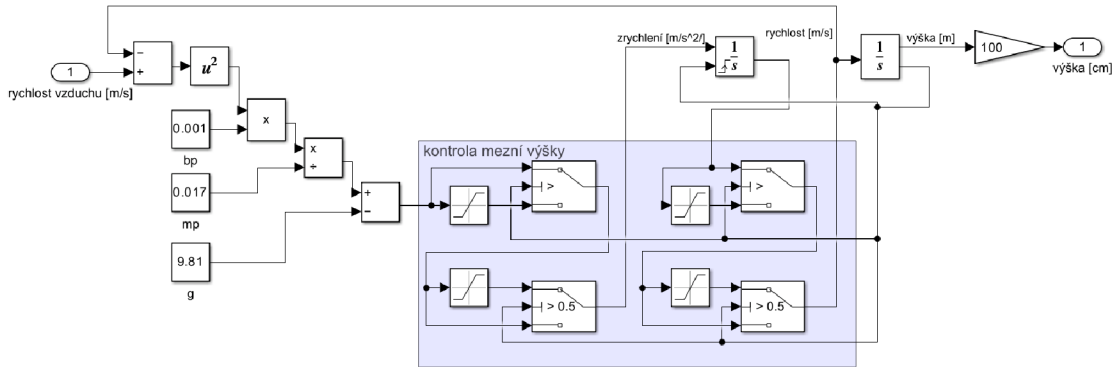 zrychlení [m/s^2/]
rychlost [m/s]
výška [m]
−
+
u²
1
s
1
s
100
1
výška [cm]
1
rychlost vzduchu [m/s]
0.001
bp
x
x
÷
0.017
mp
+
−
9.81
g
kontrola mezní výšky
>
>
> 0.5
> 0.5